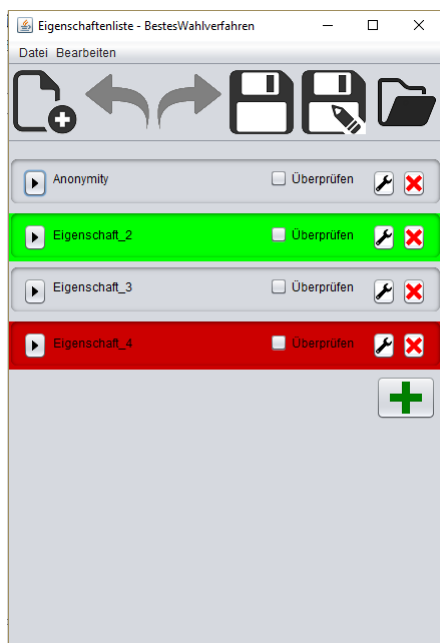 Eigenschaftenliste - BestesWahlverfahren
Datei Bearbeiten
Anonymity Überprüfen
Eigenschaft_2 Überprüfen
Eigenschaft_3 Überprüfen
Eigenschaft_4 Überprüfen